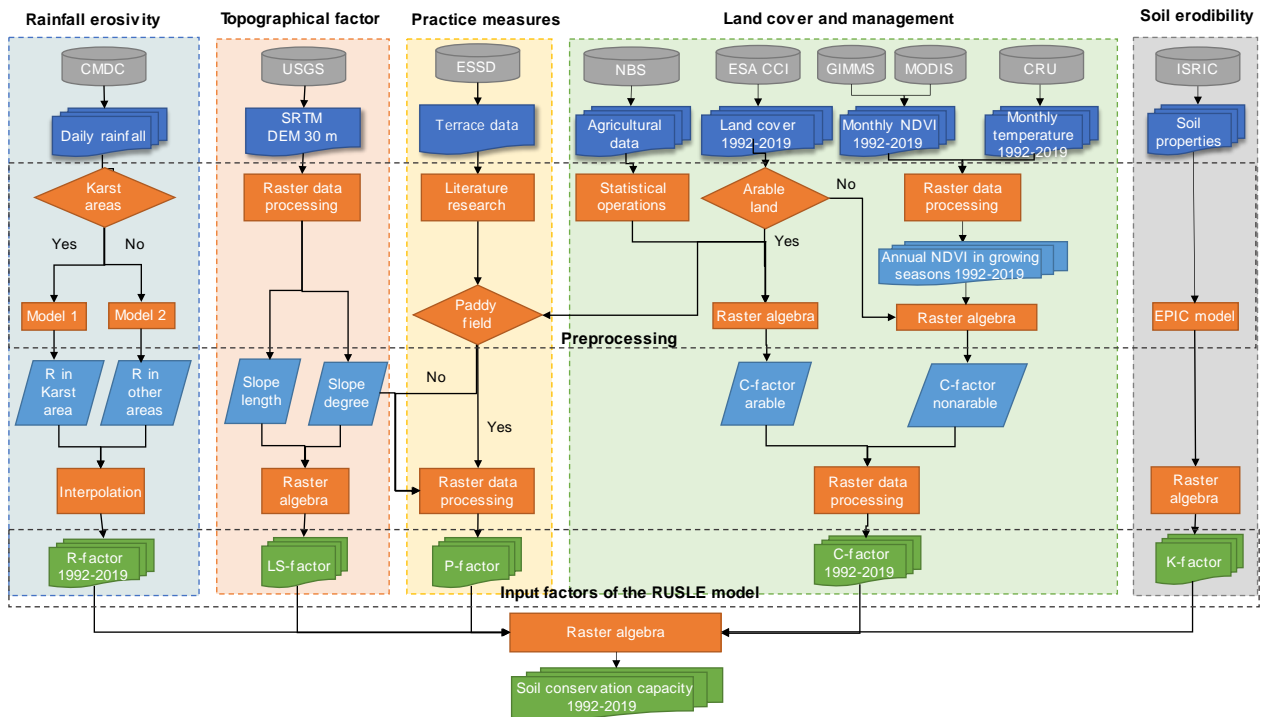 Rainfall erosivity
Topographical factor
Practice measures
Land cover and management
Soil erodibility
CMDC
USGS
ESSD
NBS
ESA CCI
GIMMS
MODIS
CRU
ISRIC
Daily rainfall
SRTM
DEM 30 m
Terrace data
Agricultural
data
Land cover
1992-2019
Monthly NDVI
1992-2019
Monthly
temperature
1992-2019
Soil
properties
Karst
areas
Raster data
processing
Literature
research
Statistical
operations
Arable
land
No
Raster data
processing
Yes
No
Yes
Annual NDVI in growing
seasons 1992-2019
Model 1
Model 2
Paddy
field
Raster algebra
Raster algebra
EPIC model
Preprocessing
R in
Karst
area
R in
other
areas
Slope
length
Slope
degree
No
C-factor
arable
C-factor
nonarable
Yes
Interpolation
Raster
algebra
Raster data
processing
Raster data
processing
Raster
algebra
R-factor
1992-2019
LS-factor
P-factor
C-factor
1992-2019
K-factor
Input factors of the RUSLE model
Raster algebra
Soil conservation capacity
1992-2019